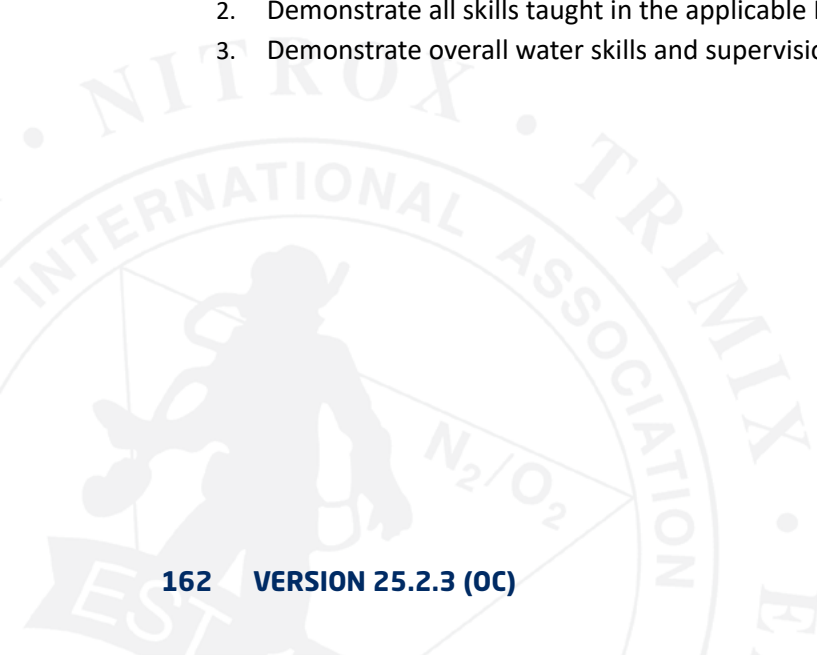 2. Demonstrate all skills taught in the applicable
3. Demonstrate overall water skills and
• NITROX • TRIMIX •
INTERNATIONAL ASSOCIATION
N₂/O₂
EST
162 VERSION 25.2.3 (OC)